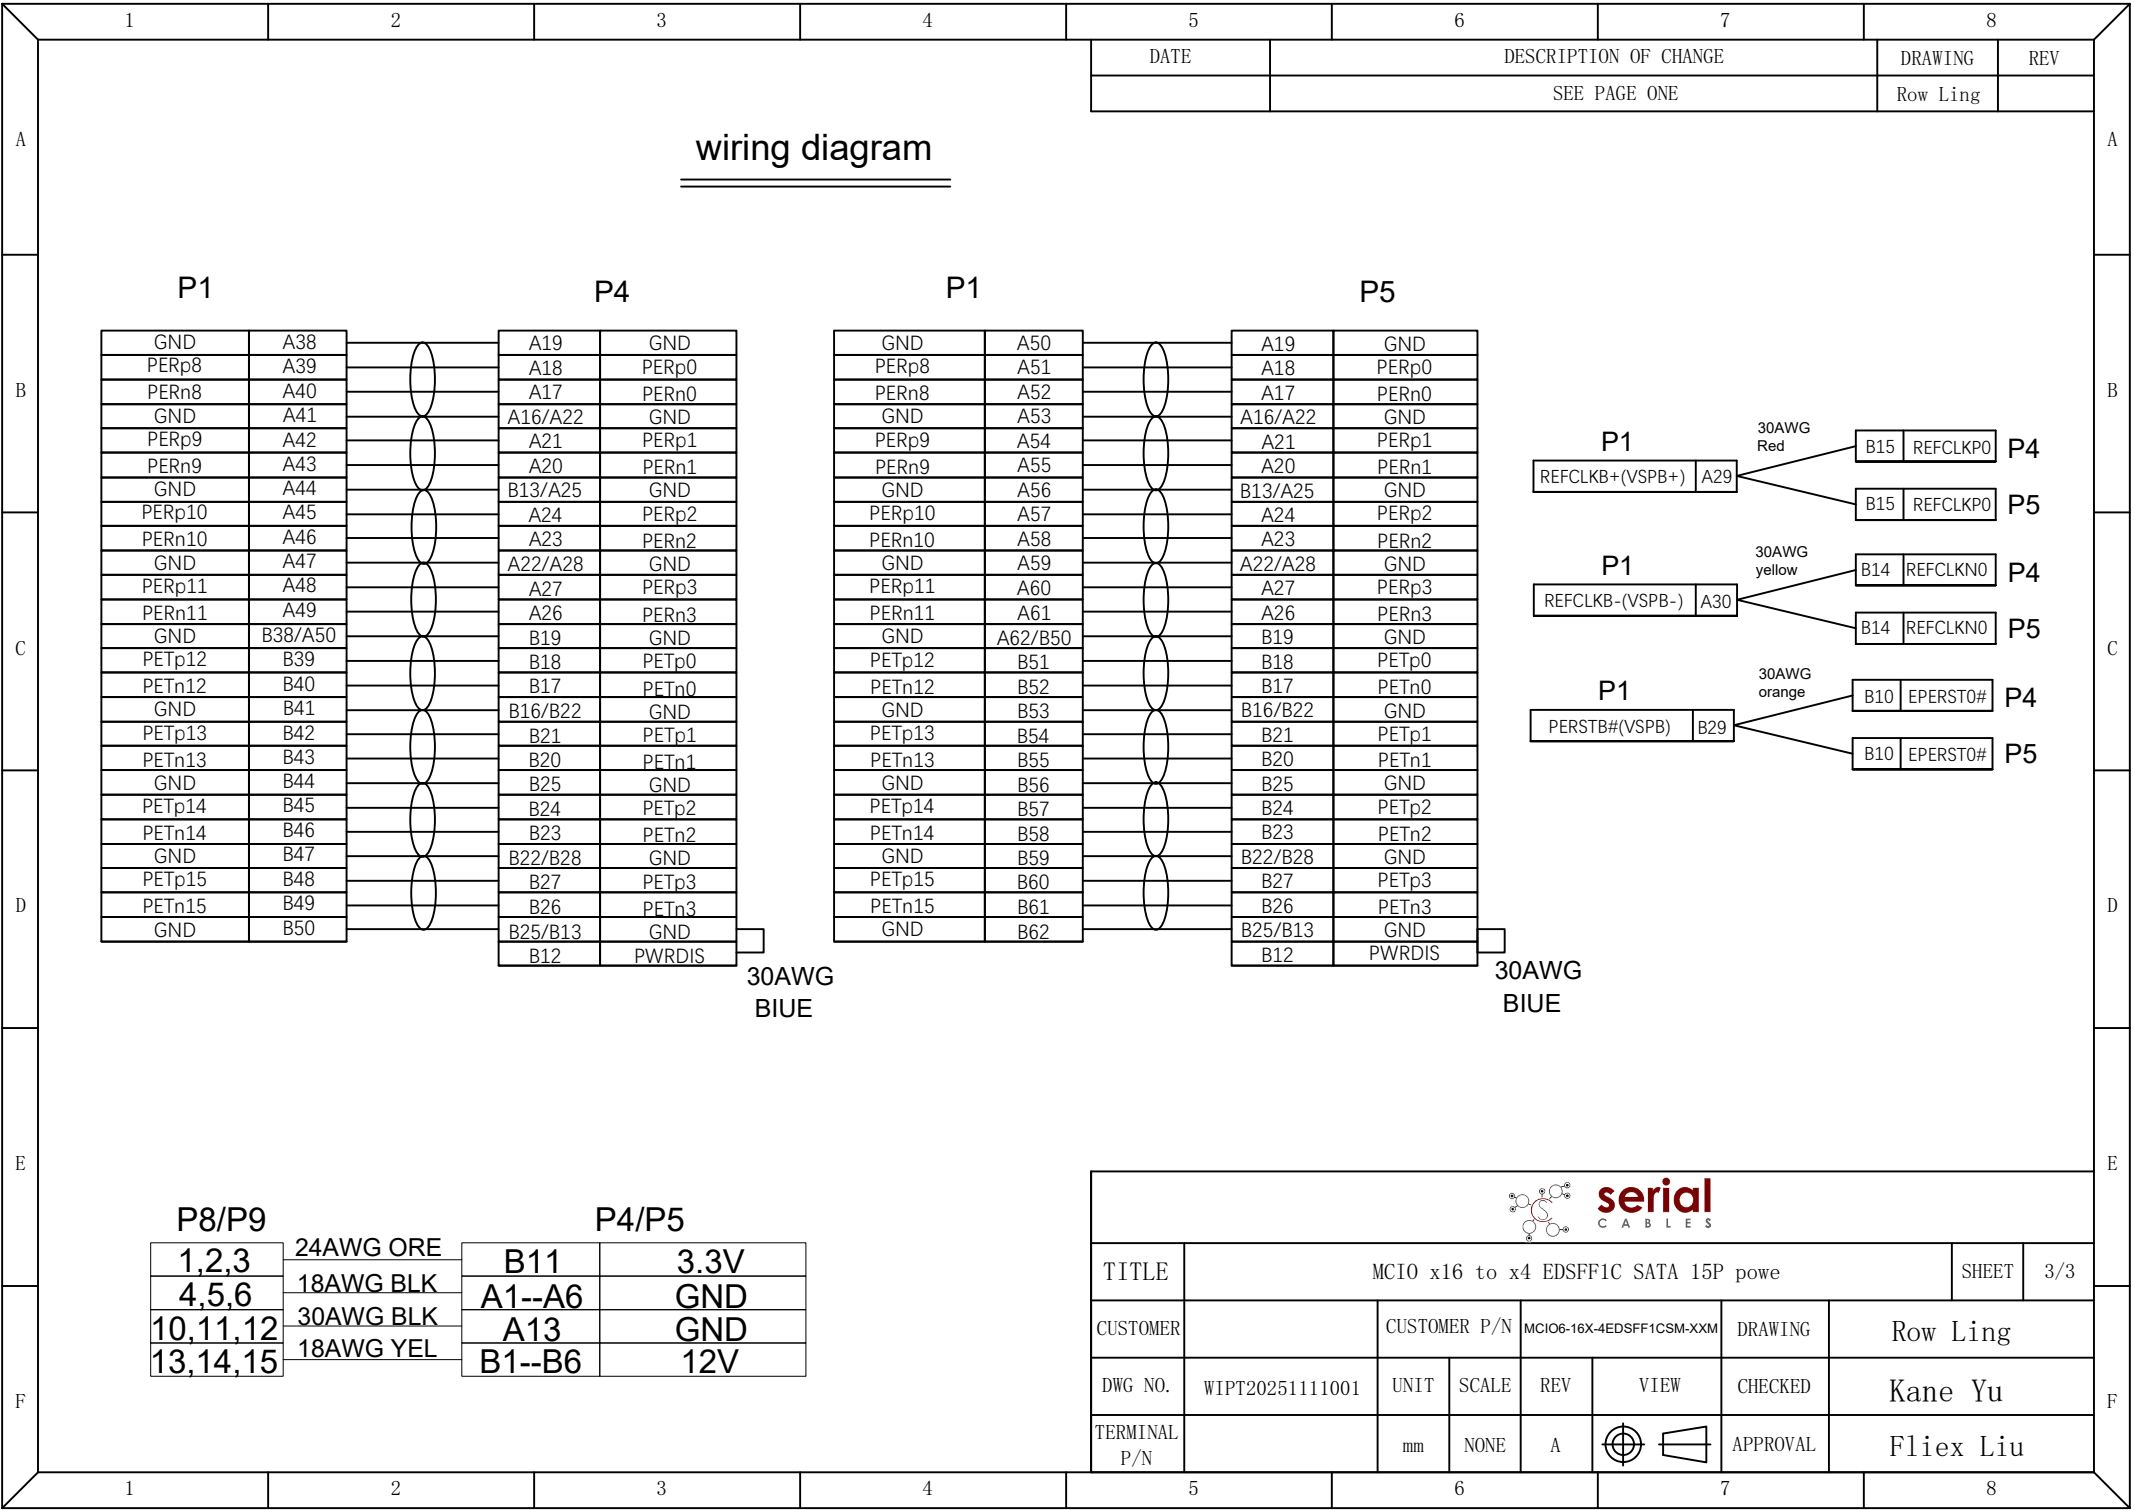 1 2 3 4 5 6 7 8
DATE DESCRIPTION OF CHANGE DRAWING REV
SEE PAGE ONE Row Ling
A A
wiring diagram
P1 P4 P1 P5
GND A38 A19 GND GND A50 A19 GND
PERp8 A39 A18 PERp0 PERp8 A51 A18 PERp0
PERn8 A40 A17 PERn0 PERn8 A52 A17 PERn0
B B
GND A41 A16/A22 GND GND A53 A16/A22 GND
PERp9 A42 A21 PERp1 PERp9 A54 A21 PERp1
PERn9 A43 A20 PERn1 PERn9 A55 A20 PERn1
GND A44 B13/A25 GND GND A56 B13/A25 GND
PERp10 A45 A24 PERp2 PERp10 A57 A24 PERp2
PERn10 A46 A23 PERn2 PERn10 A58 A23 PERn2
GND A47 A22/A28 GND GND A59 A22/A28 GND
PERp11 A48 A27 PERp3 PERp11 A60 A27 PERp3
PERn11 A49 A26 PERn3 PERn11 A61 A26 PERn3
GND B38/A50 B19 GND GND A62/B50 B19 GND
C C
PETp12 B39 B18 PETp0 PETp12 B51 B18 PETp0
PETn12 B40 B17 PETn0 PETn12 B52 B17 PETn0
GND B41 B16/B22 GND GND B53 B16/B22 GND
PETp13 B42 B21 PETp1 PETp13 B54 B21 PETp1
PETn13 B43 B20 PETn1 PETn13 B55 B20 PETn1
GND B44 B25 GND GND B56 B25 GND
PETp14 B45 B24 PETp2 PETp14 B57 B24 PETp2
PETn14 B46 B23 PETn2 PETn14 B58 B23 PETn2
GND B47 B22/B28 GND GND B59 B22/B28 GND
PETp15 B48 B27 PETp3 PETp15 B60 B27 PETp3
PETn15 B49 B26 PETn3 PETn15 B61 B26 PETn3
D D
GND B50 B25/B13 GND GND B62 B25/B13 GND
B12 PWRDIS B12 PWRDIS
30AWG 30AWG
BIUE BIUE
30AWG
Red
P1 B15 REFCLKP0 P4
REFCLKB+(VSPB+) A29
B15 REFCLKP0 P5
30AWG
yellow
P1 B14 REFCLKN0 P4
REFCLKB-(VSPB-) A30
B14 REFCLKN0 P5
30AWG
orange
P1 B10 EPERST0# P4
PERSTB#(VSPB) B29
B10 EPERST0# P5
E E
P8/P9 P4/P5
1,2,3 24AWG ORE B11 3.3V
4,5,6 18AWG BLK A1--A6 GND
10,11,12 30AWG BLK A13 GND
13,14,15 18AWG YEL B1--B6 12V
S serial
CABLES
TITLE MCIO x16 to x4 EDSFF1C SATA 15P powe SHEET 3/3
CUSTOMER CUSTOMER P/N MCIO6-16X-4EDSFF1CSM-XXM DRAWING Row Ling
DWG NO. WIPT20251111001 UNIT SCALE REV VIEW CHECKED Kane Yu
F F
TERMINAL P/N mm NONE A APPROVAL Fliex Liu
1 2 3 4 5 6 7 8